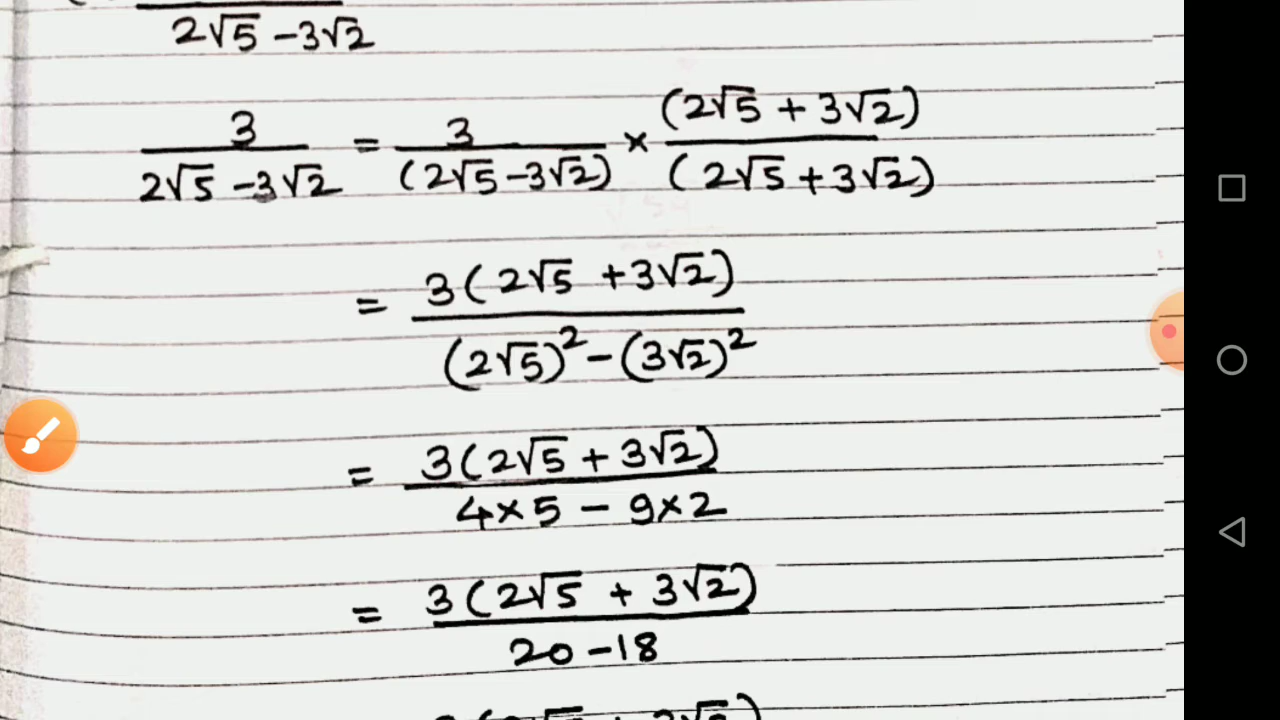 2√5 - 3√2
3 / 2√5 - 3√2 = 3 / (2√5 - 3√2) × (2√5 + 3√2) / (2√5 + 3√2)
= 3(2√5 + 3√2) / (2√5)² - (3√2)²
= 3(2√5 + 3√2) / 4×5 - 9×2
= 3(2√5 + 3√2) / 20 - 18